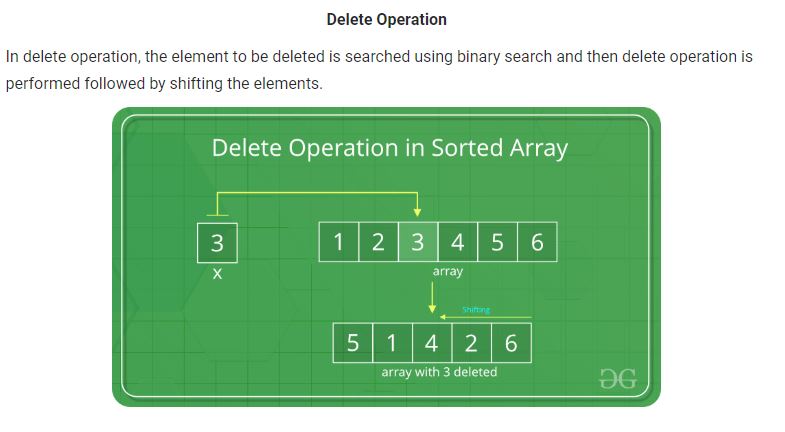 Delete Operation
In delete operation, the element to be deleted is searched using binary search and then delete operation is
performed followed by shifting the elements.
Delete Operation in Sorted Array
3
1 2 3 4 5 6
X
array
Shifting
5 1 4 2 6
array with 3 deleted